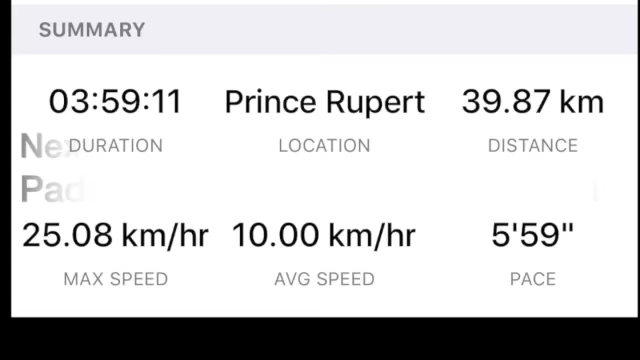 SUMMARY
03:59:11 Prince Rupert 39.87 km
DURATION LOCATION DISTANCE
25.08 km/hr 10.00 km/hr 5'59"
MAX SPEED AVG SPEED PACE